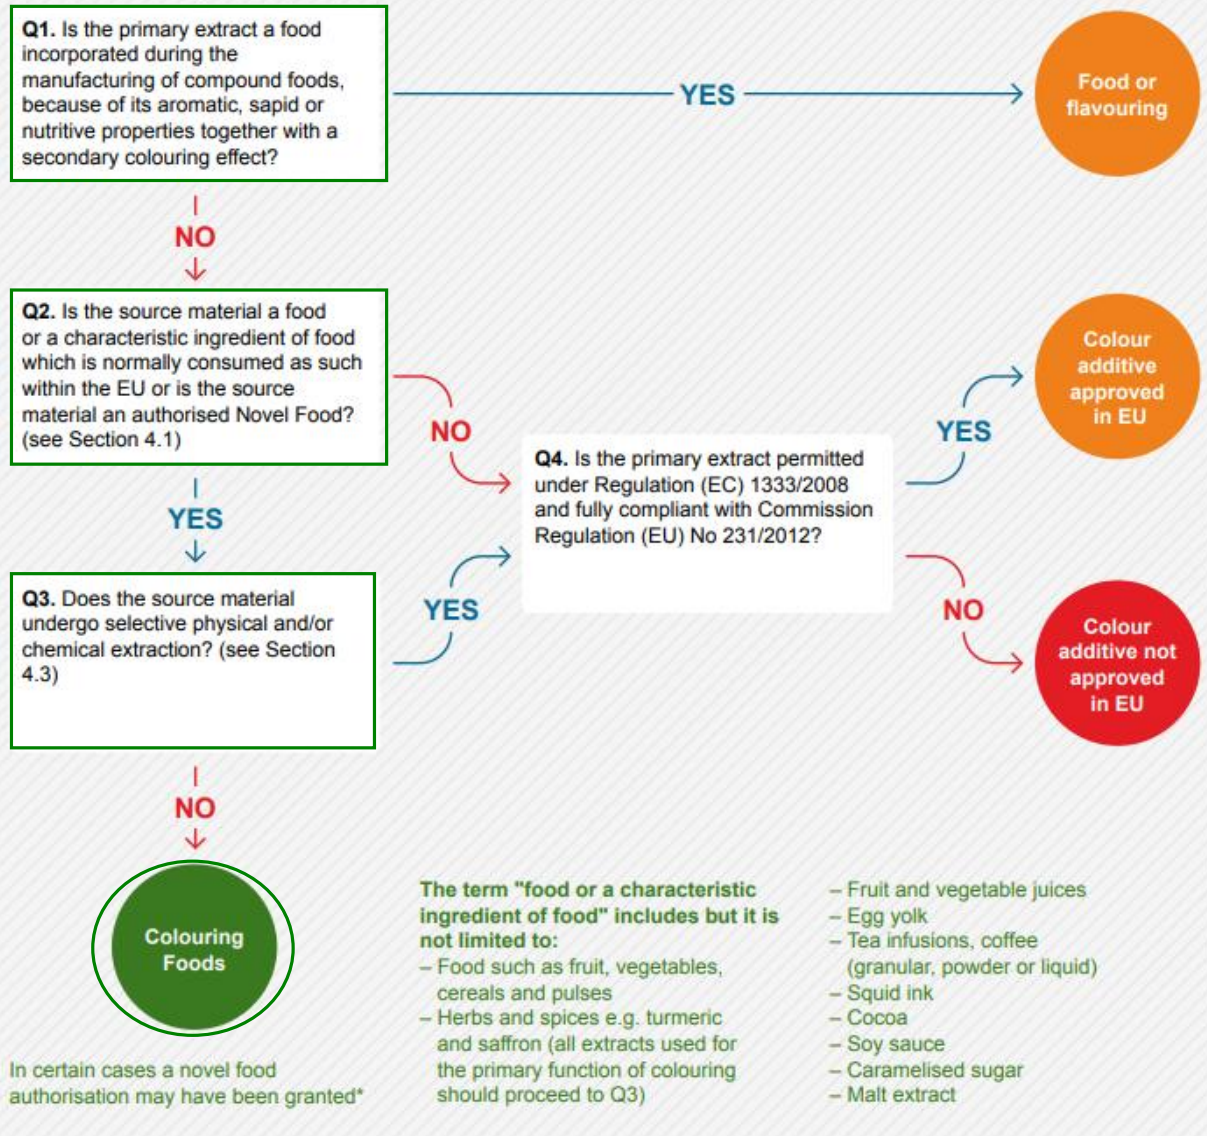 Q1. Is the primary extract a food
incorporated during the
manufacturing of compound foods,
because of its aromatic, sapid or
nutritive properties together with a
secondary colouring effect?
YES
Food or
flavouring
NO
Q2. Is the source material a food
or a characteristic ingredient of food
which is normally consumed as such
within the EU or is the source
material an authorised Novel Food?
(see Section 4.1)
NO
YES
Q4. Is the primary extract permitted
under Regulation (EC) 1333/2008
and fully compliant with Commission
Regulation (EU) No 231/2012?
YES
Colour
additive
approved
in EU
Q3. Does the source material
undergo selective physical and/or
chemical extraction? (see Section
4.3)
YES
NO
Colour
additive not
approved
in EU
NO
Colouring
Foods
In certain cases a novel food
authorisation may have been granted*
The term "food or a characteristic
ingredient of food" includes but it is
not limited to:
– Food such as fruit, vegetables,
cereals and pulses
– Herbs and spices e.g. turmeric
and saffron (all extracts used for
the primary function of colouring
should proceed to Q3)
– Fruit and vegetable juices
– Egg yolk
– Tea infusions, coffee
(granular, powder or liquid)
– Squid ink
– Cocoa
– Soy sauce
– Caramelised sugar
– Malt extract